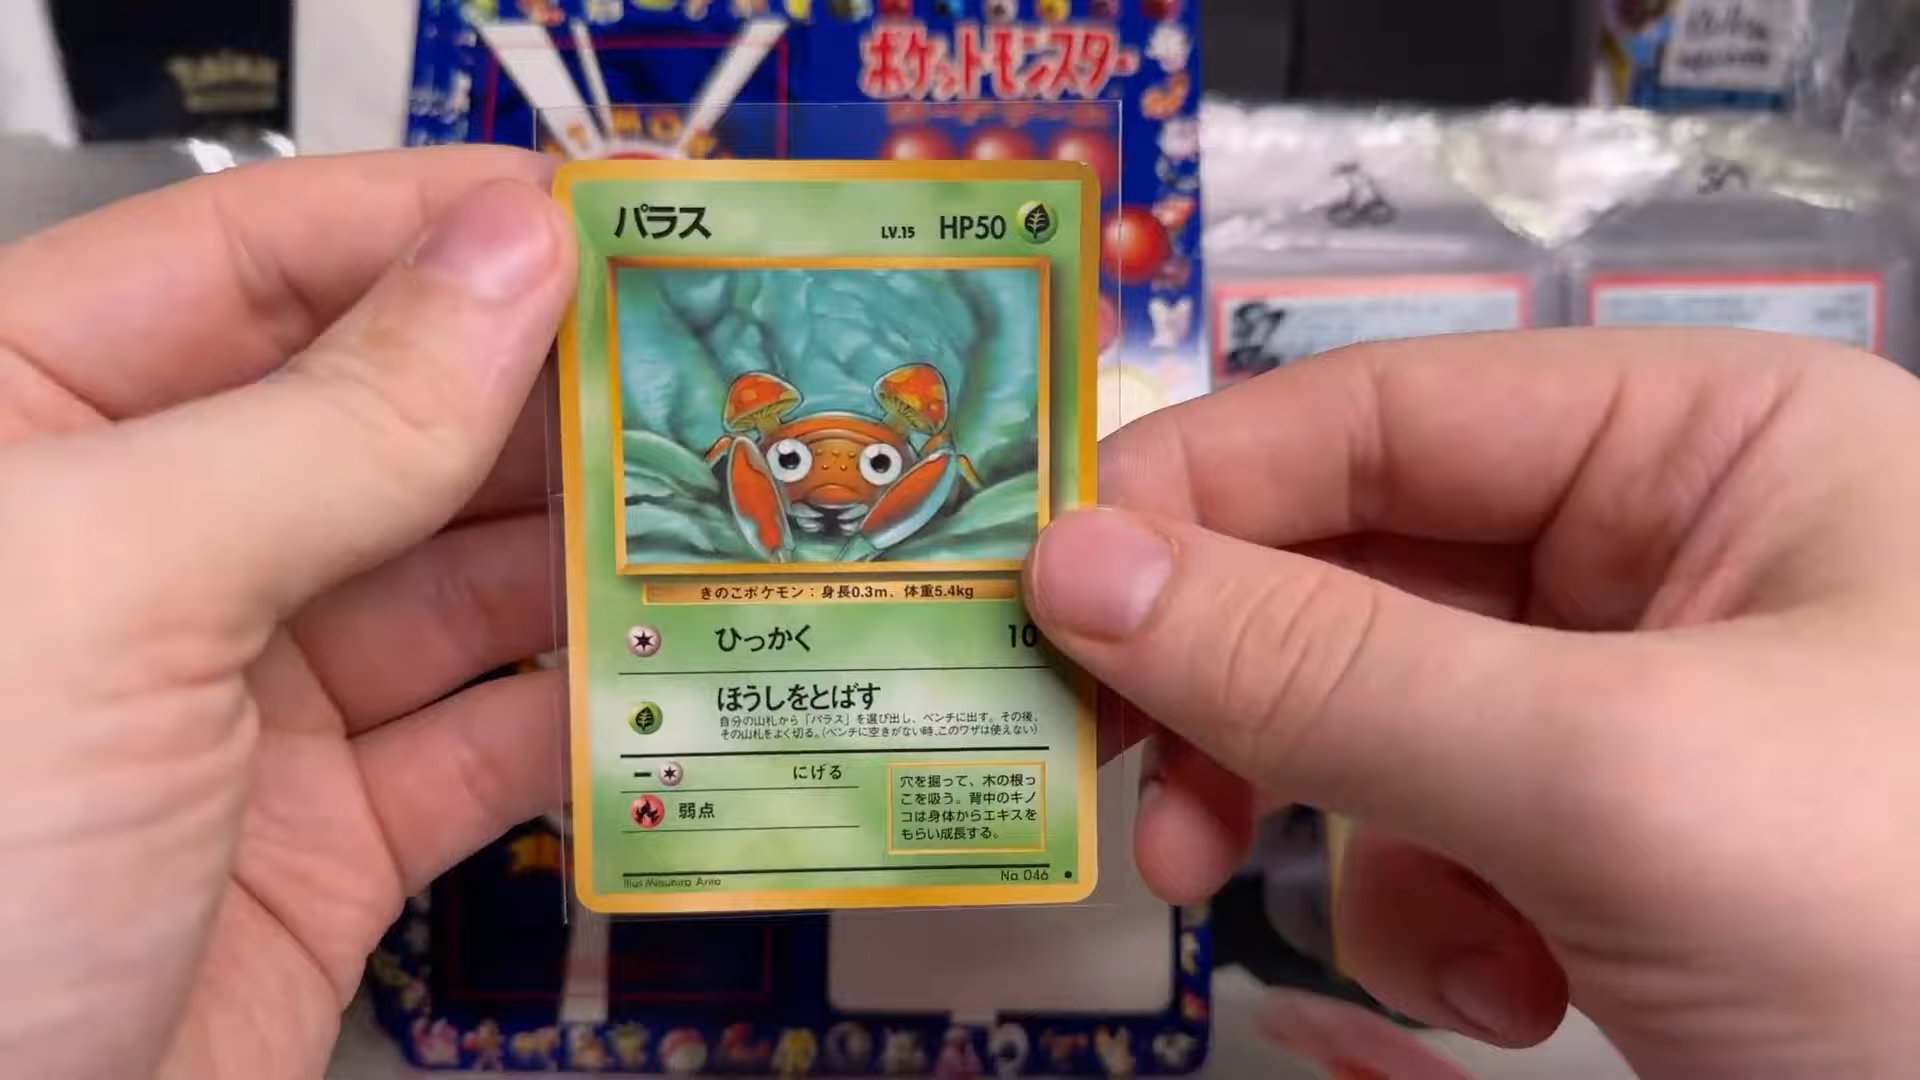 ポケットモンスター
パラス
LV.15 HP50
きのこポケモン：身長0.3m、体重5.4kg
ひっかく 10
ほうしをとばす
自分の山札から「パラス」を選び出し、ベンチに出す。その後、
その山札をよく切る。（ベンチに空きがない時、このワザは使えない）
にげる
弱点
穴を掘って、木の根っ
こを吸う。背中のキノ
コは身体からエキスを
もらい成長する。
Illus. Mitsuhiro Arita
No. 046